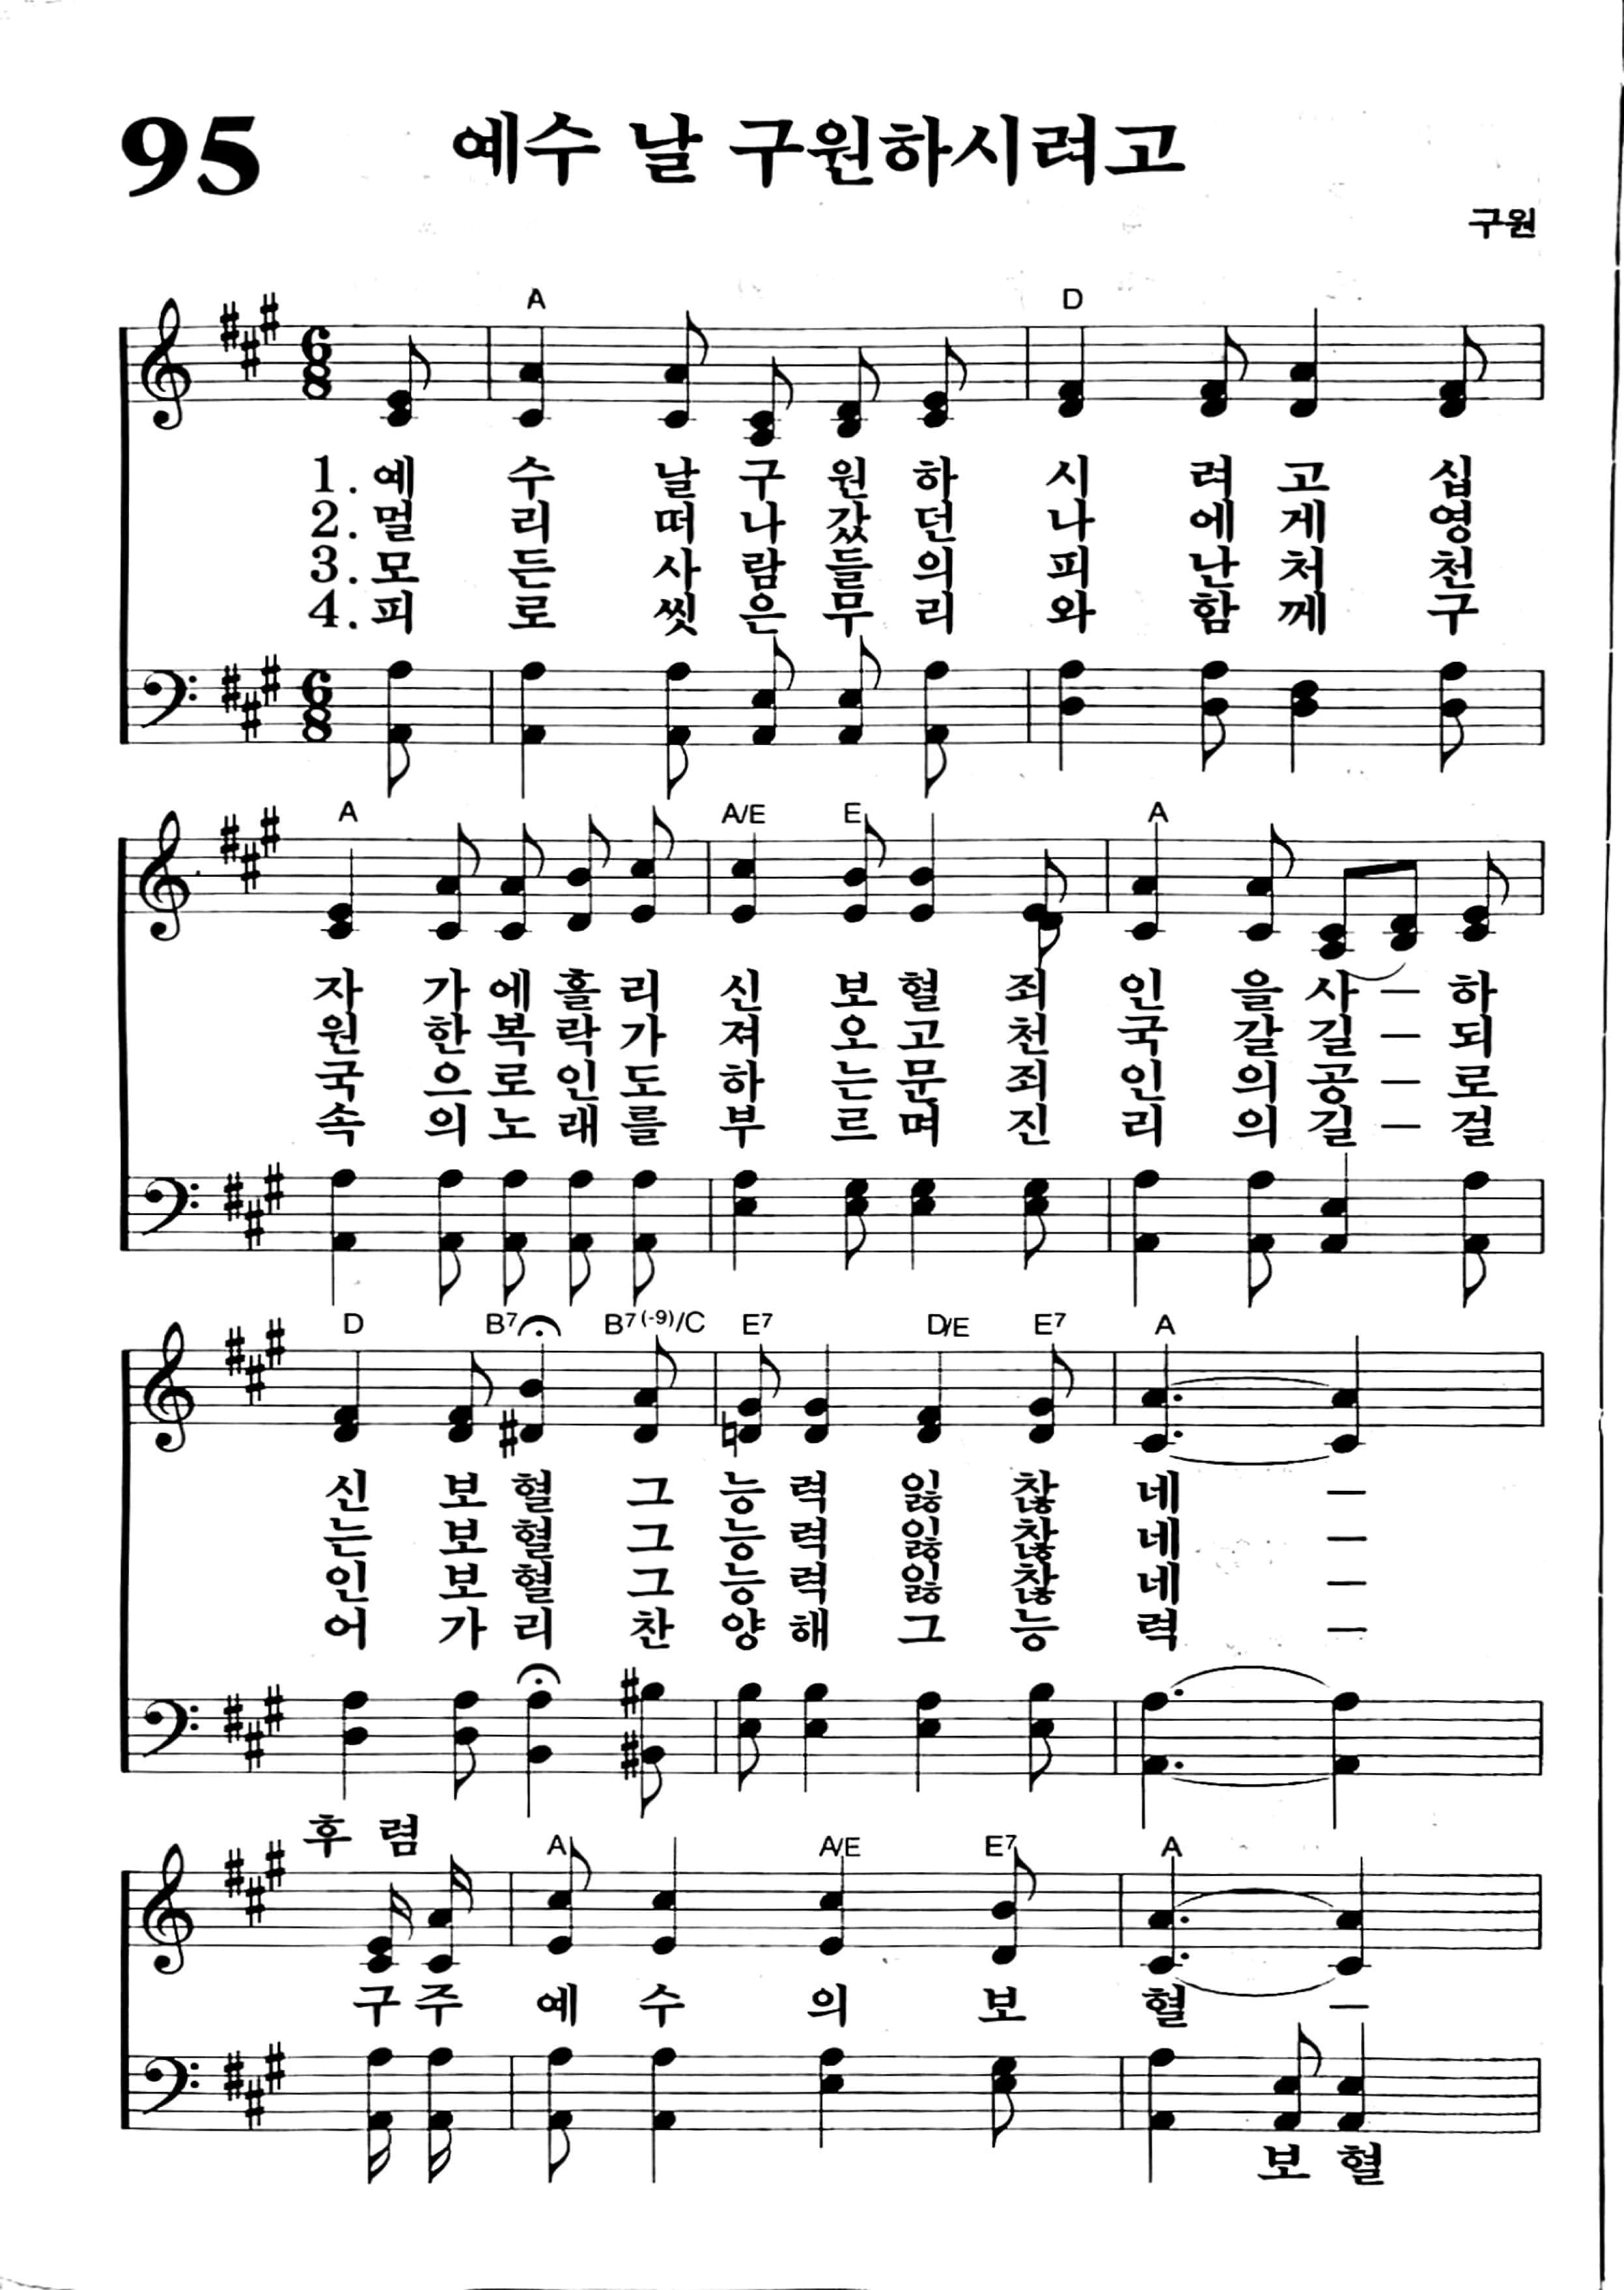 95 예수 날 구원하시려고
구원
A D
1. 예 수 날 구 원 하 시 려 고 십
2. 멀 리 떠 나 갔 던 나 에 게 영
3. 모 든 사 람 들 의 피 난 처 천
4. 피 로 씻 은 무 리 와 함 께 구
A A/E E A
자 가 에 흘 리 신 보 혈 죄 인 을 사 – 하
원 한 복 락 가 져 오 고 천 국 갈 길 – 되
국 으 로 인 도 하 는 문 죄 인 의 공 – 로
속 의 노 래 를 부 르 며 진 리 의 길 – 걸
D B7 B7(-9)/C E7 D/E E7 A
신 보 혈 그 능 력 잃 찮 네 –
는 보 혈 그 능 력 잃 찮 네 –
인 보 혈 그 능 력 잃 찮 네 –
어 가 리 찬 양 해 그 능 력 –
후 렴
A A/E E7 A
구 주 예 수 의 보 혈 –
보 혈